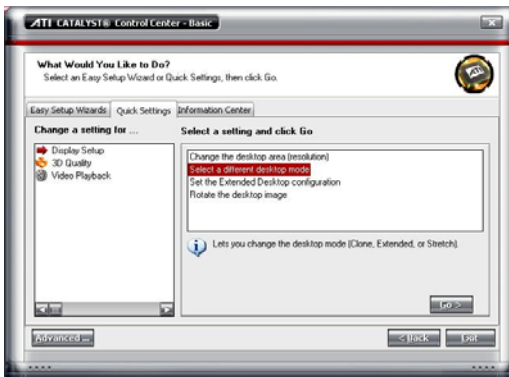 ATI CATALYST® Control Center - Basic
What Would You Like to Do?
Select an Easy Setup Wizard or Quick Settings, then click Go.
Easy Setup Wizards Quick Settings Information Center
Change a setting for ...
Display Setup
3D Quality
Video Playback
Select a setting and click Go
Change the desktop area (resolution)
Select a different desktop mode
Set the Extended Desktop configuration
Rotate the desktop image
Lets you change the desktop mode (Clone, Extended, or Stretch).
Go >
Advanced ...
< Back